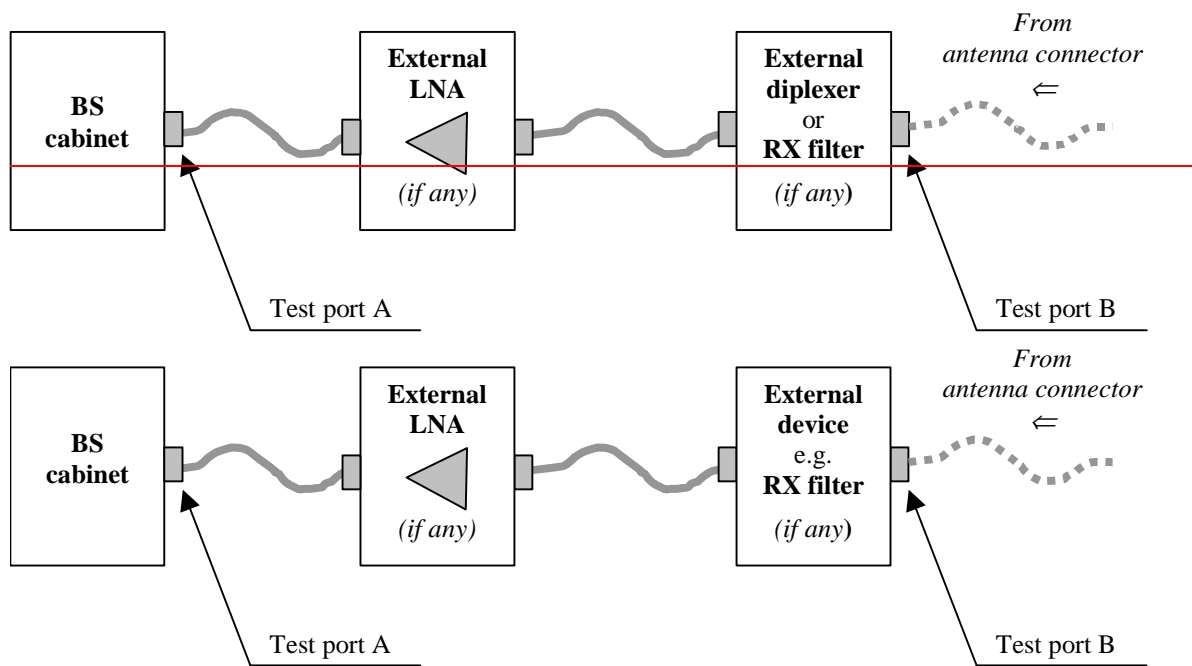 BS
cabinet
External
LNA
(if any)
External
diplexer
or
RX filter
(if any)
From
antenna connector
⇐
Test port A
Test port B
BS
cabinet
External
LNA
(if any)
External
device
e.g.
RX filter
(if any)
From
antenna connector
⇐
Test port A
Test port B